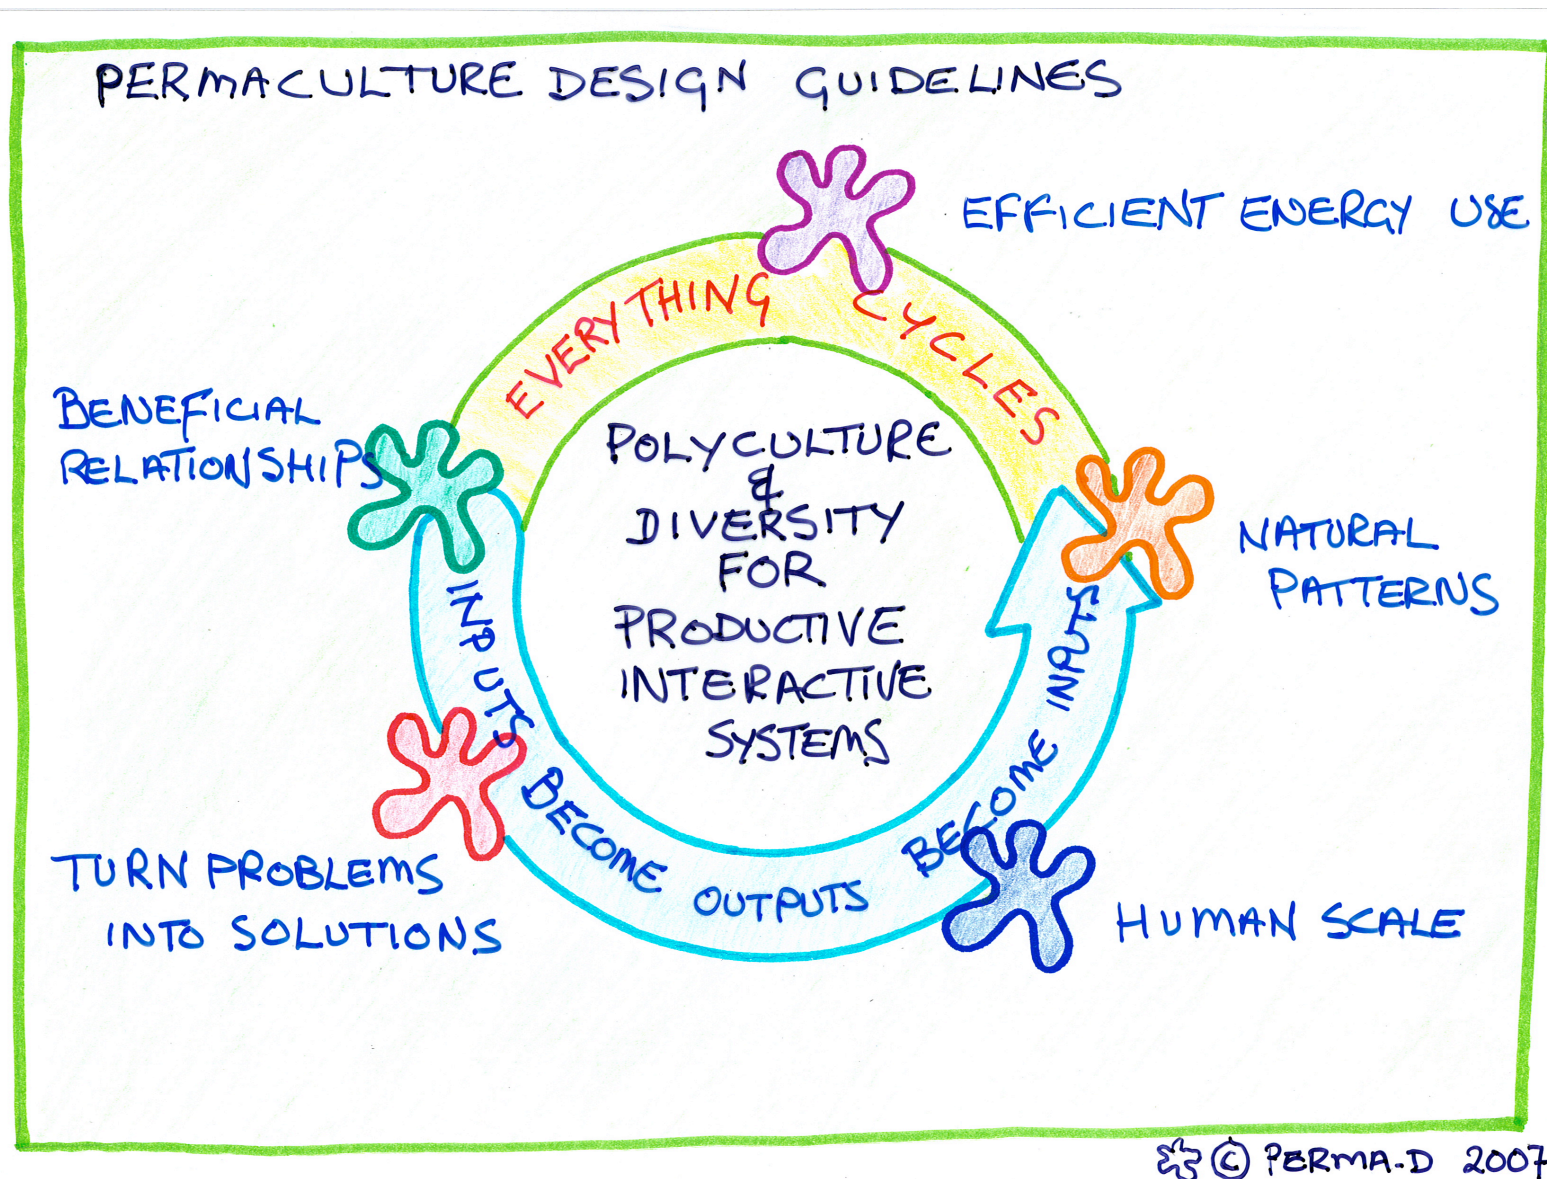 PERMACULTURE DESIGN GUIDELINES
EFFICIENT ENERGY USE
EVERYTHING CYCLES
BENEFICIAL
RELATIONSHIPS
POLYCULTURE
&
DIVERSITY
FOR
PRODUCTIVE
INTERACTIVE
SYSTEMS
NATURAL
PATTERNS
INPUTS BECOME OUTPUTS BECOME INPUTS
TURN PROBLEMS
INTO SOLUTIONS
HUMAN SCALE
© PERMA-D 2007